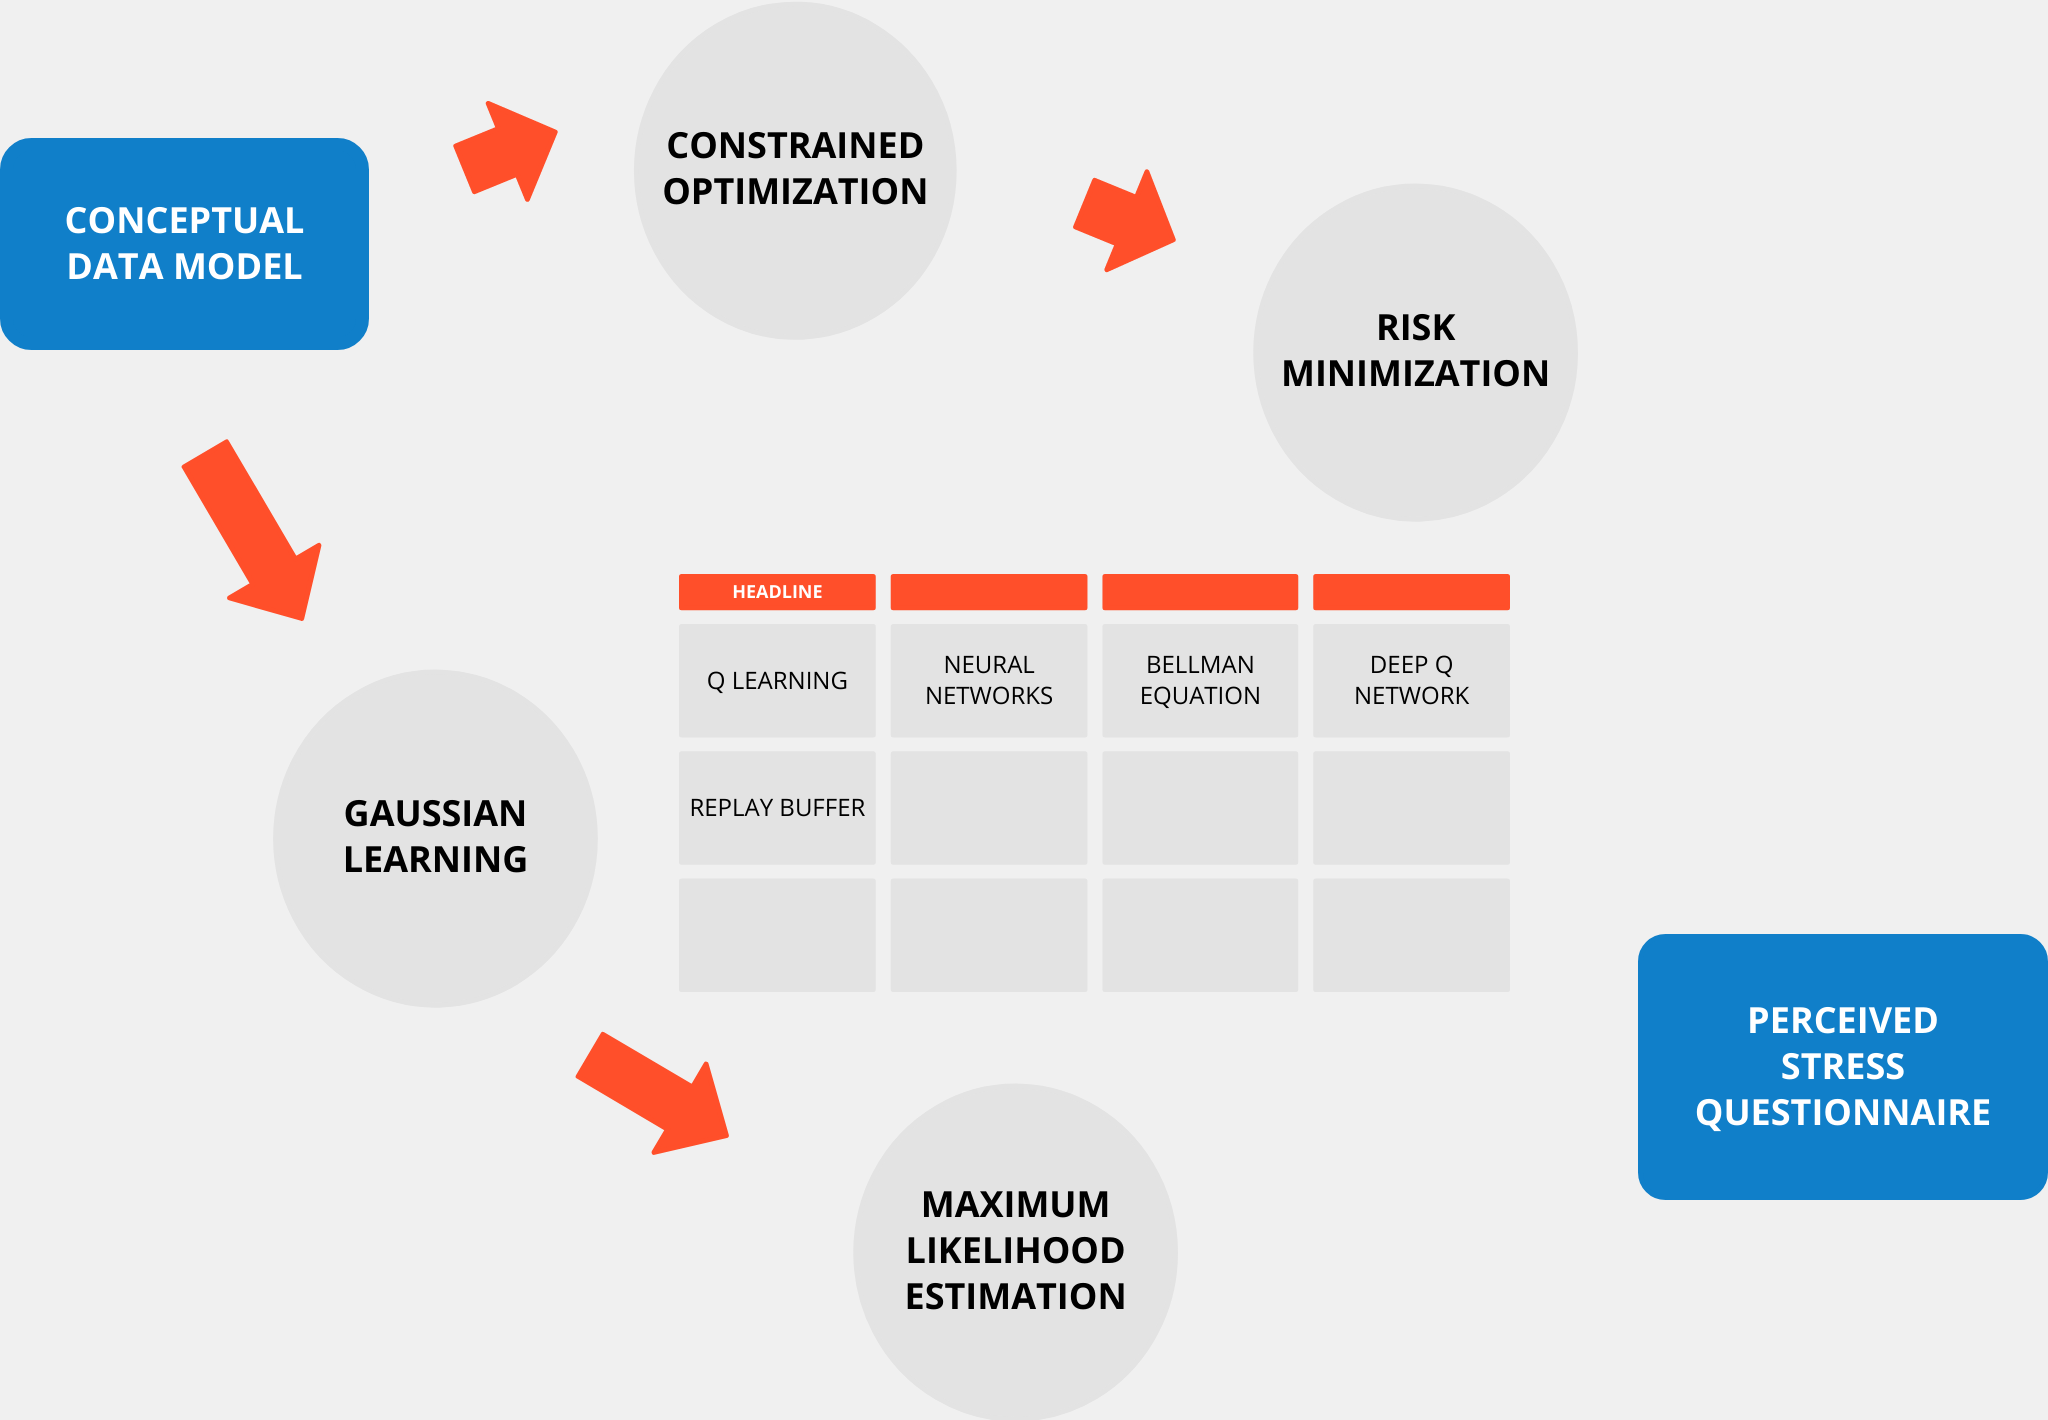 CONSTRAINED
OPTIMIZATION
CONCEPTUAL
DATA MODEL
RISK
MINIMIZATION
HEADLINE
Q LEARNING
NEURAL
NETWORKS
BELLMAN
EQUATION
DEEP Q
NETWORK
REPLAY BUFFER
GAUSSIAN
LEARNING
PERCEIVED
STRESS
QUESTIONNAIRE
MAXIMUM
LIKELIHOOD
ESTIMATION